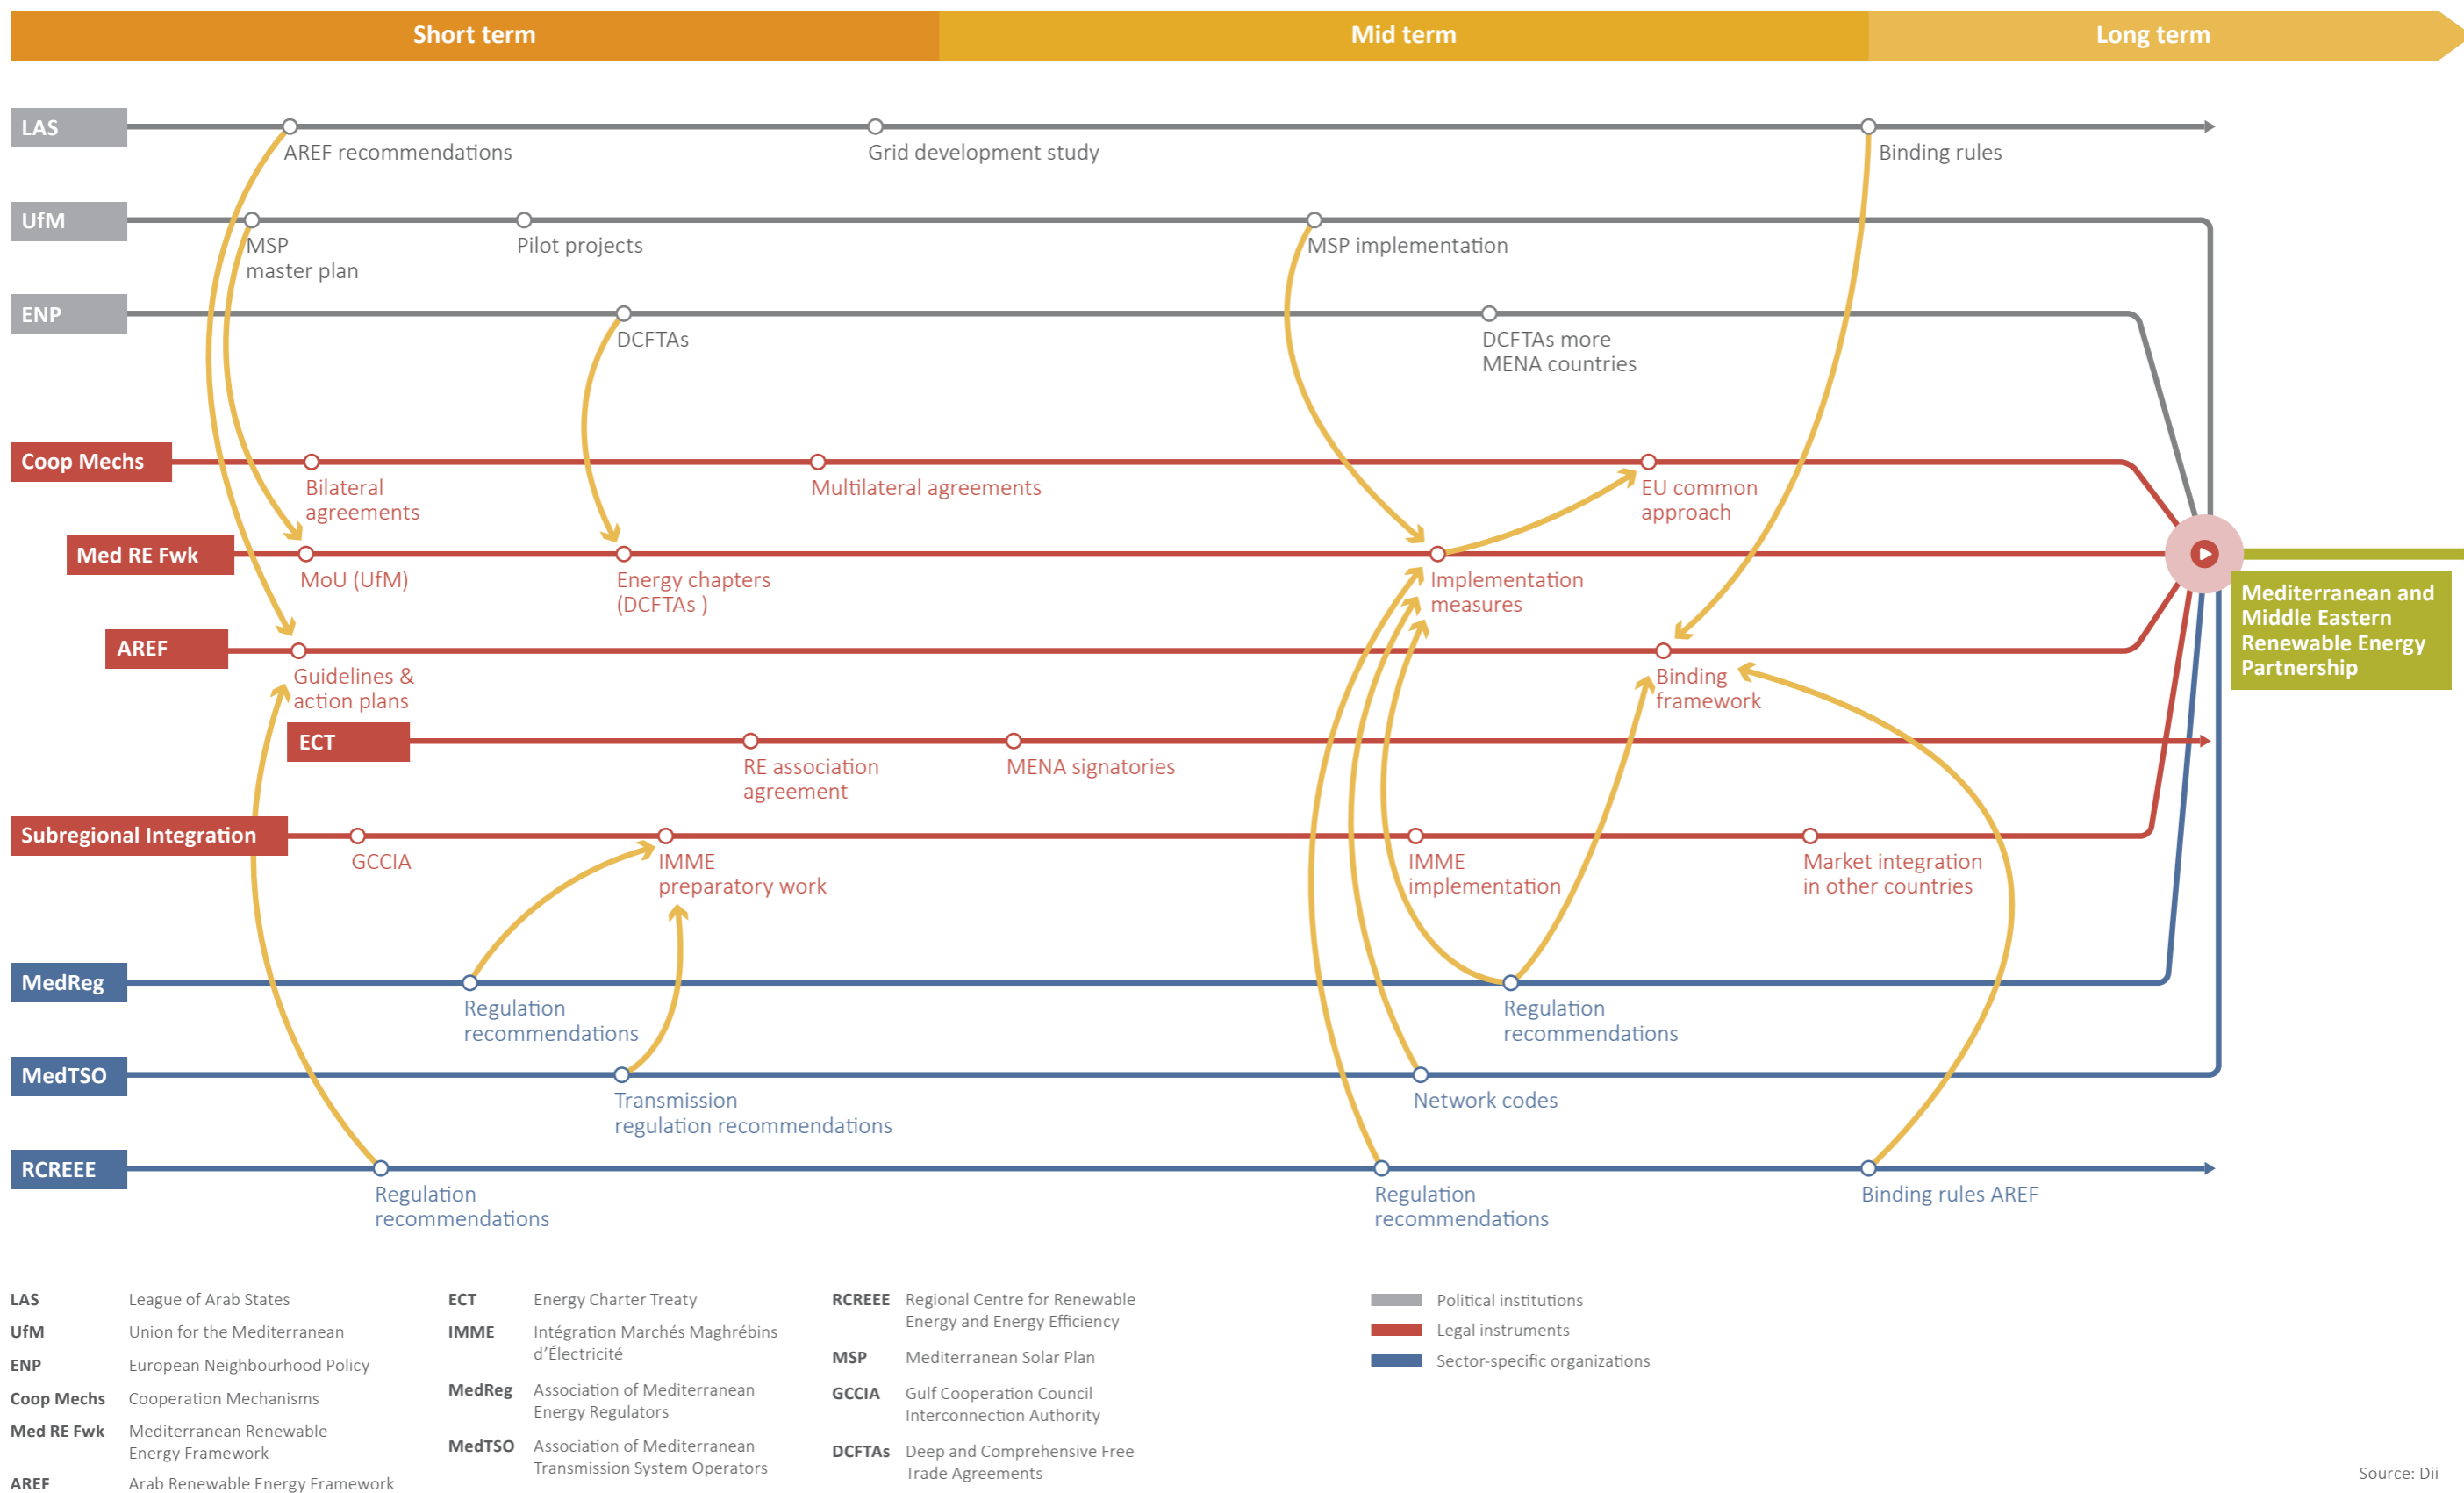 Short term
Mid term
Long term
LAS
AREF recommendations
Grid development study
Binding rules
UfM
MSP
master plan
Pilot projects
MSP implementation
ENP
DCFTAs
DCFTAs more
MENA countries
Coop Mechs
Bilateral
agreements
Multilateral agreements
EU common
approach
Med RE Fwk
MoU (UfM)
Energy chapters
(DCFTAs )
Implementation
measures
Mediterranean and
Middle Eastern
Renewable Energy
Partnership
AREF
Guidelines &
action plans
Binding
framework
ECT
RE association
agreement
MENA signatories
Subregional Integration
GCCIA
IMME
preparatory work
IMME
implementation
Market integration
in other countries
MedReg
Regulation
recommendations
Regulation
recommendations
MedTSO
Transmission
regulation recommendations
Network codes
RCREEE
Regulation
recommendations
Regulation
recommendations
Binding rules AREF
LAS League of Arab States
UfM Union for the Mediterranean
ENP European Neighbourhood Policy
Coop Mechs Cooperation Mechanisms
Med RE Fwk Mediterranean Renewable
Energy Framework
AREF Arab Renewable Energy Framework
ECT Energy Charter Treaty
IMME Intégration Marchés Maghrébins
d’Électricité
MedReg Association of Mediterranean
Energy Regulators
MedTSO Association of Mediterranean
Transmission System Operators
RCREEE Regional Centre for Renewable
Energy and Energy Efficiency
MSP Mediterranean Solar Plan
GCCIA Gulf Cooperation Council
Interconnection Authority
DCFTAs Deep and Comprehensive Free
Trade Agreements
Political institutions
Legal instruments
Sector-specific organizations
Source: Dii